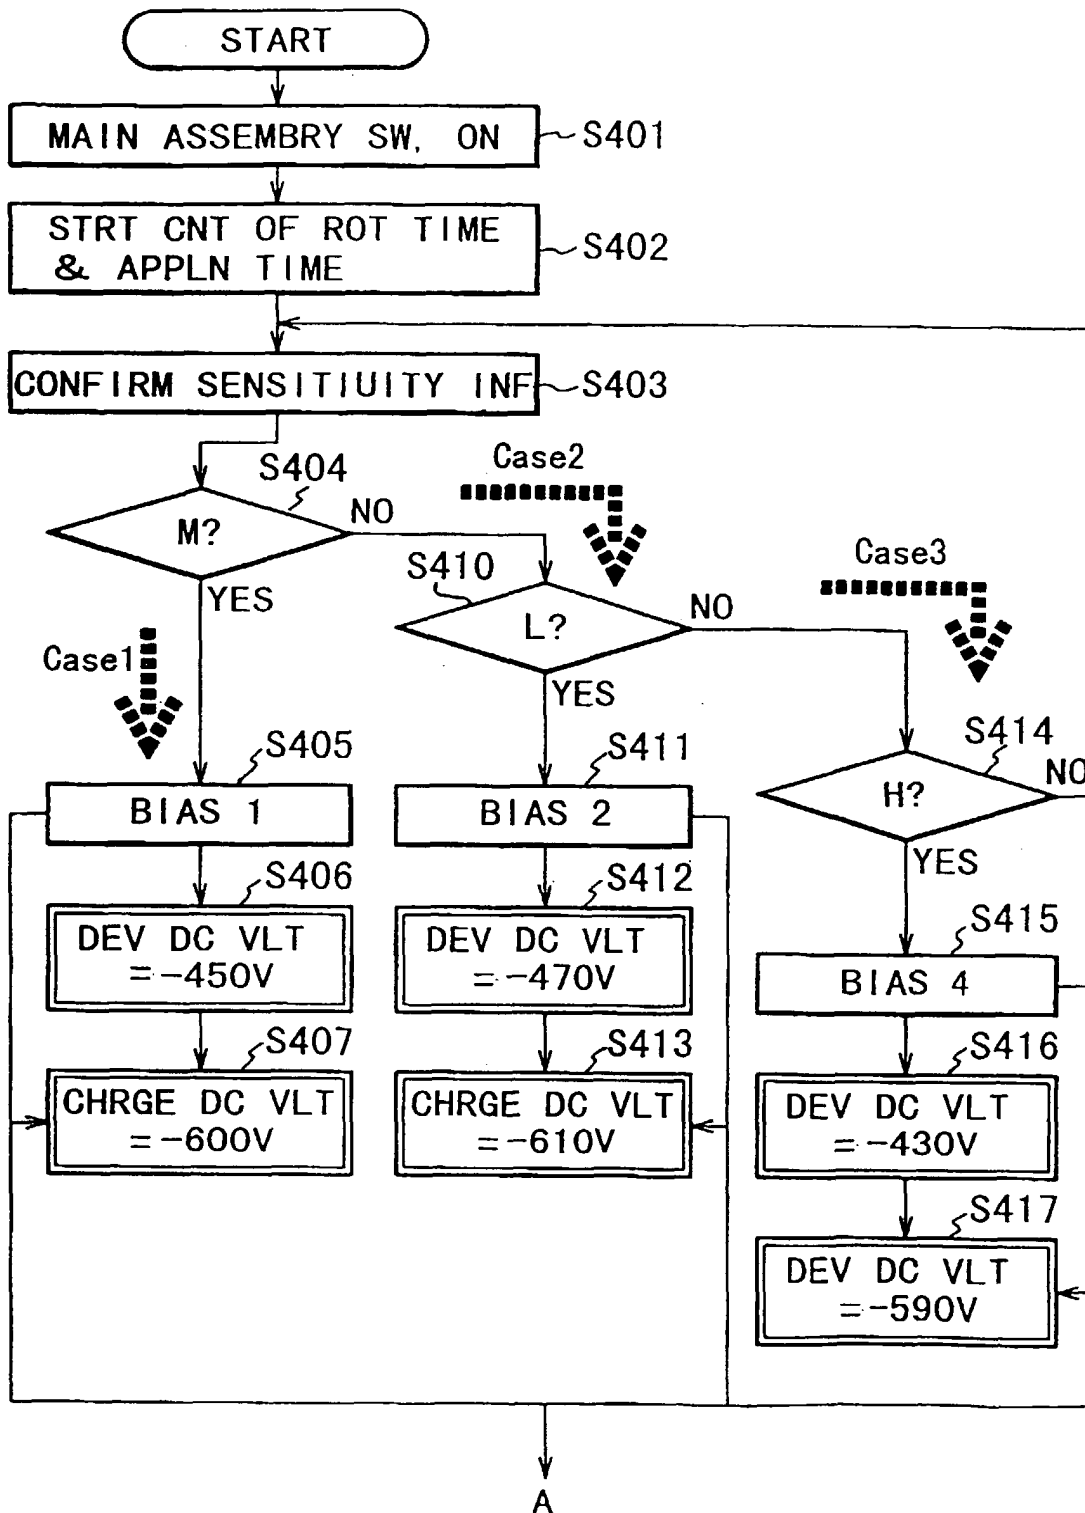 START
MAIN ASSEMBRY SW, ON
S401
STRT CNT OF ROT TIME
& APPLN TIME
S402
CONFIRM SENSITIUITY INF
S403
S404
M?
NO
YES
Case1
Case2
S410
L?
NO
YES
Case3
S414
H?
NO
YES
S405
BIAS 1
S406
DEV DC VLT
=-450V
S407
CHRGE DC VLT
=-600V
S411
BIAS 2
S412
DEV DC VLT
=-470V
S413
CHRGE DC VLT
=-610V
S415
BIAS 4
S416
DEV DC VLT
=-430V
S417
DEV DC VLT
=-590V
A